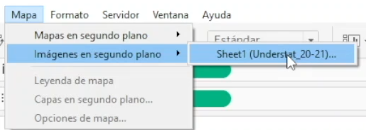 Mapa Formato Servidor Ventana Ayuda
Mapas en segundo plano
Estándar
Imágenes en segundo plano
Sheet1 (Understat_20-21)...
Leyenda de mapa
Capas en segundo plano...
Opciones de mapa...